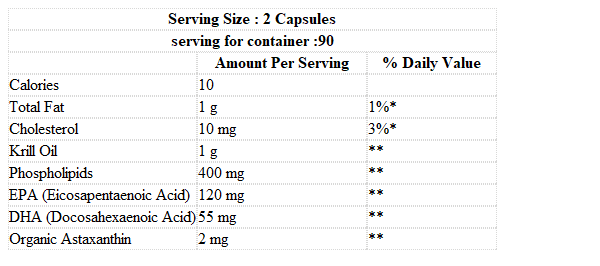 Serving Size : 2 Capsules
serving for container :90
Amount Per Serving % Daily Value
Calories 10
Total Fat 1 g 1%*
Cholesterol 10 mg 3%*
Krill Oil 1 g **
Phospholipids 400 mg **
EPA (Eicosapentaenoic Acid) 120 mg **
DHA (Docosahexaenoic Acid) 55 mg **
Organic Astaxanthin 2 mg **